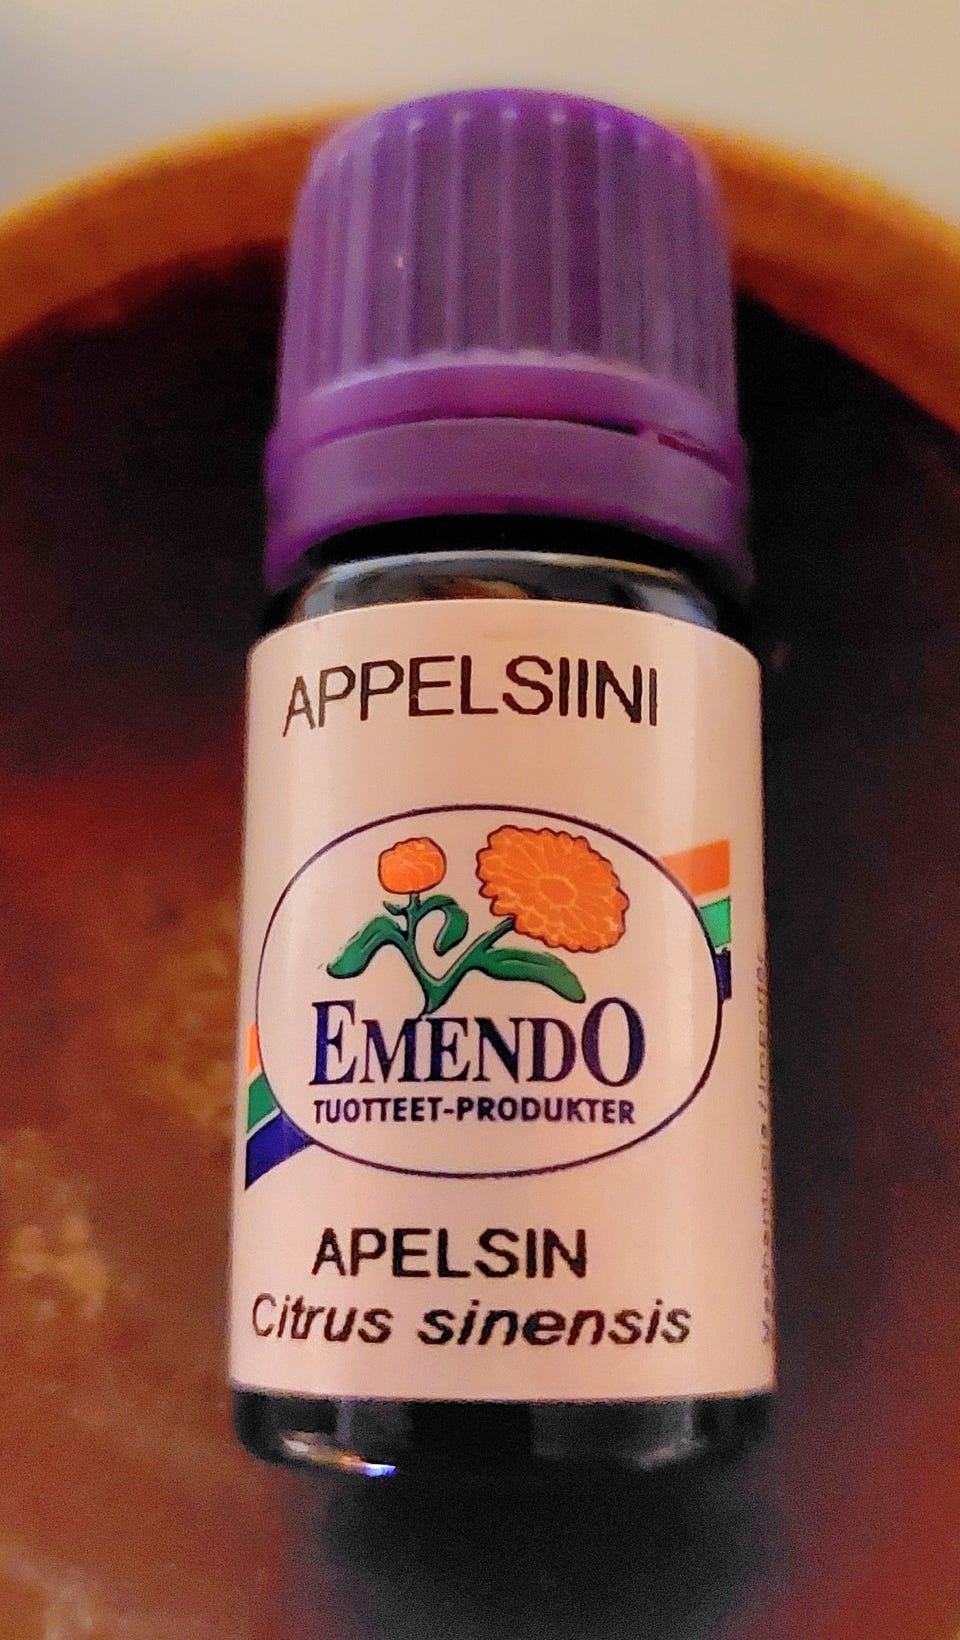 APPELSIINI
EMENDO
TUOTTEET-PRODUKTER
APELSIN
Citrus sinensis